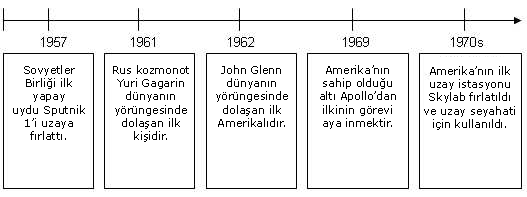 1957
1961
1962
1969
1970s
Sovyetler
Birliği ilk
yapay
uydu Sputnik
1'i uzaya
fırlattı.
Rus kozmonot
Yuri Gagarin
dünyanın
yörüngesinde
dolaşan ilk
kişidir.
John Glenn
dünyanın
yörüngesinde
dolaşan ilk
Amerikalıdır.
Amerika'nın
sahip olduğu
altı Apollo'dan
ilkinin görevi
aya inmektir.
Amerika'nın ilk
uzay istasyonu
Skylab fırlatıldı
ve uzay seyahati
için kullanıldı.